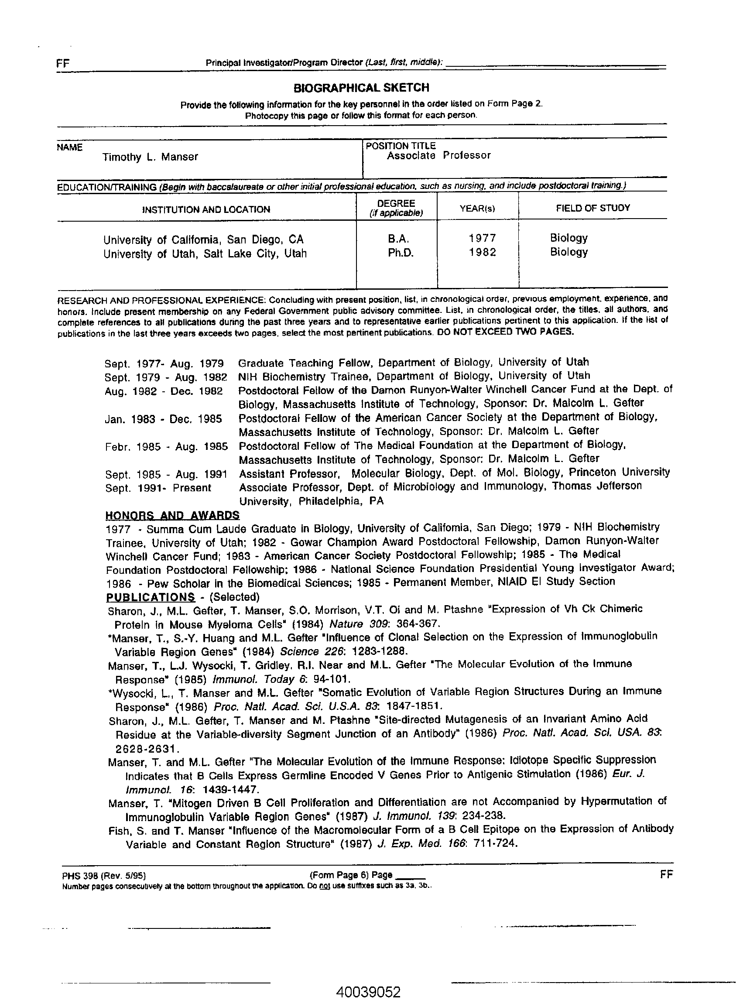 FF Principal Investigator/Program Director (Last, first, middle):
BIOGRAPHICAL SKETCH
Provide the following information for the key personnel in the order listed on Form Page 2.
Photocopy this page or follow this format for each person.
NAME
Timothy L. Manser
POSITION TITLE
Associate Professor
EDUCATION/TRAINING (Begin with baccalaureate or other initial professional education, such as nursing, and include postdoctoral training.)
INSTITUTION AND LOCATION DEGREE (if applicable) YEAR(s) FIELD OF STUDY
University of California, San Diego, CA B.A. 1977 Biology
University of Utah, Salt Lake City, Utah Ph.D. 1982 Biology
RESEARCH AND PROFESSIONAL EXPERIENCE: Concluding with present position, list, in chronological order, previous employment, experience, and
honors. Include present membership on any Federal Government public advisory committee. List, in chronological order, the titles, all authors, and
complete references to all publications during the past three years and to representative earlier publications pertinent to this application. If the list of
publications in the last three years exceeds two pages, select the most pertinent publications. DO NOT EXCEED TWO PAGES.
Sept. 1977- Aug. 1979 Graduate Teaching Fellow, Department of Biology, University of Utah
Sept. 1979 - Aug. 1982 NIH Biochemistry Trainee, Department of Biology, University of Utah
Aug. 1982 - Dec. 1982 Postdoctoral Fellow of the Damon Runyon-Walter Winchell Cancer Fund at the Dept. of
Biology, Massachusetts Institute of Technology, Sponsor: Dr. Malcolm L. Gefter
Jan. 1983 - Dec. 1985 Postdoctoral Fellow of the American Cancer Society at the Department of Biology,
Massachusetts Institute of Technology, Sponsor: Dr. Malcolm L. Gefter
Febr. 1985 - Aug. 1985 Postdoctoral Fellow of The Medical Foundation at the Department of Biology,
Massachusetts Institute of Technology, Sponsor: Dr. Malcolm L. Gefter
Sept. 1985 - Aug. 1991 Assistant Professor, Molecular Biology, Dept. of Mol. Biology, Princeton University
Sept. 1991- Present Associate Professor, Dept. of Microbiology and Immunology, Thomas Jefferson
University, Philadelphia, PA
HONORS AND AWARDS
1977 - Summa Cum Laude Graduate in Biology, University of California, San Diego; 1979 - NIH Biochemistry
Trainee, University of Utah; 1982 - Gowar Champion Award Postdoctoral Fellowship, Damon Runyon-Walter
Winchell Cancer Fund; 1983 - American Cancer Society Postdoctoral Fellowship; 1985 - The Medical
Foundation Postdoctoral Fellowship; 1986 - National Science Foundation Presidential Young Investigator Award;
1986 - Pew Scholar in the Biomedical Sciences; 1985 - Permanent Member, NIAID EI Study Section
PUBLICATIONS - (Selected)
Sharon, J., M.L. Gefter, T. Manser, S.O. Morrison, V.T. Oi and M. Ptashne "Expression of Vh Ck Chimeric
Protein in Mouse Myeloma Cells" (1984) Nature 309: 364-367.
*Manser, T., S.-Y. Huang and M.L. Gefter "Influence of Clonal Selection on the Expression of Immunoglobulin
Variable Region Genes" (1984) Science 226: 1283-1288.
Manser, T., L.J. Wysocki, T. Gridley, R.I. Near and M.L. Gefter "The Molecular Evolution of the Immune
Response" (1985) Immunol. Today 6: 94-101.
*Wysocki, L., T. Manser and M.L. Gefter "Somatic Evolution of Variable Region Structures During an Immune
Response" (1986) Proc. Natl. Acad. Sci. U.S.A. 83: 1847-1851.
Sharon, J., M.L. Gefter, T. Manser and M. Ptashne "Site-directed Mutagenesis of an Invariant Amino Acid
Residue at the Variable-diversity Segment Junction of an Antibody" (1986) Proc. Natl. Acad. Sci. USA. 83:
2628-2631.
Manser, T. and M.L. Gefter "The Molecular Evolution of the Immune Response: Idiotope Specific Suppression
Indicates that B Cells Express Germline Encoded V Genes Prior to Antigenic Stimulation (1986) Eur. J.
Immunol. 16: 1439-1447.
Manser, T. "Mitogen Driven B Cell Proliferation and Differentiation are not Accompanied by Hypermutation of
Immunoglobulin Variable Region Genes" (1987) J. Immunol. 139: 234-238.
Fish, S. and T. Manser "Influence of the Macromolecular Form of a B Cell Epitope on the Expression of Antibody
Variable and Constant Region Structure" (1987) J. Exp. Med. 166: 711-724.
PHS 398 (Rev. 5/95) (Form Page 6) Page FF
Number pages consecutively at the bottom throughout the application. Do not use suffixes such as 3a, 3b..
40039052